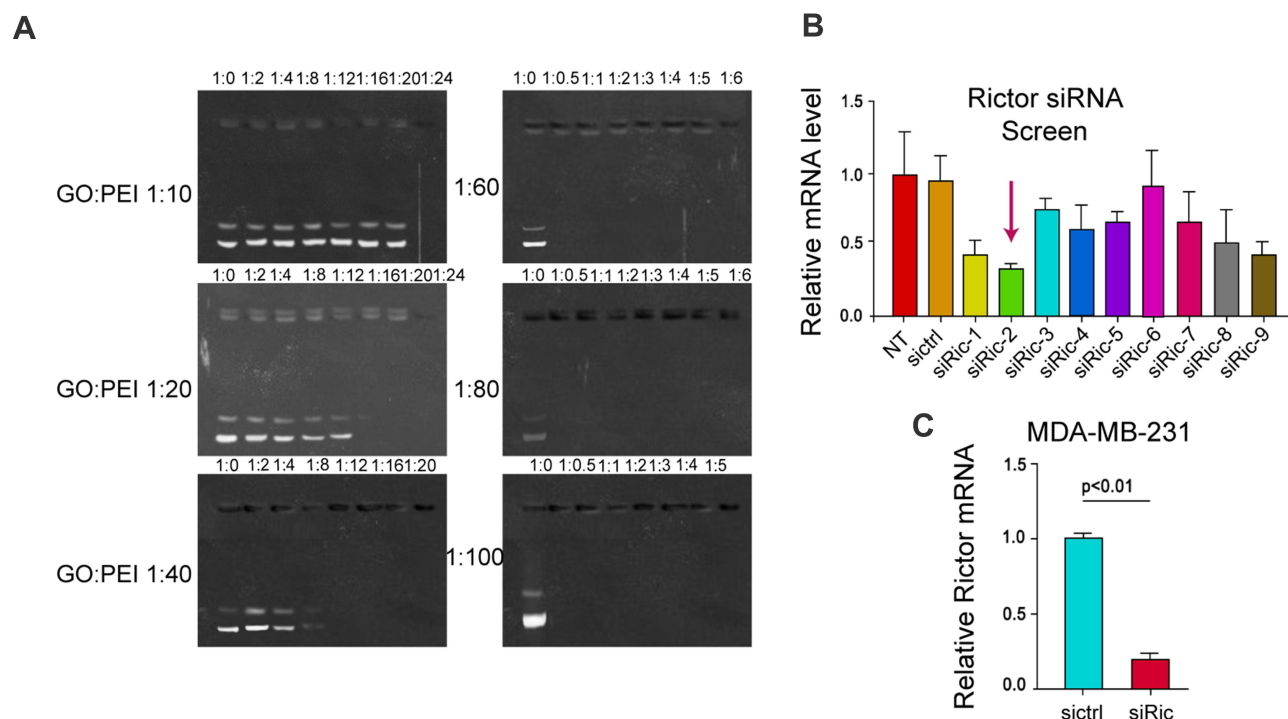 A
1:0 1:2 1:4 1:8 1:12 1:16 1:20 1:24
GO:PEI 1:10
1:0 1:0.5 1:1 1:2 1:3 1:4 1:5 1:6
1:60
1:0 1:2 1:4 1:8 1:12 1:16 1:20 1:24
GO:PEI 1:20
1:0 1:0.5 1:1 1:2 1:3 1:4 1:5 1:6
1:80
1:0 1:2 1:4 1:8 1:12 1:16 1:20
GO:PEI 1:40
1:0 1:0.5 1:1 1:2 1:3 1:4 1:5
1:100
B
Rictor siRNA
Screen
Relative mRNA level
1.5
1.0
0.5
0.0
NT
sictrl
siRic-1
siRic-2
siRic-3
siRic-4
siRic-5
siRic-6
siRic-7
siRic-8
siRic-9
C
MDA-MB-231
Relative Rictor mRNA
1.5
1.0
0.5
0.0
p<0.01
sictrl
siRic